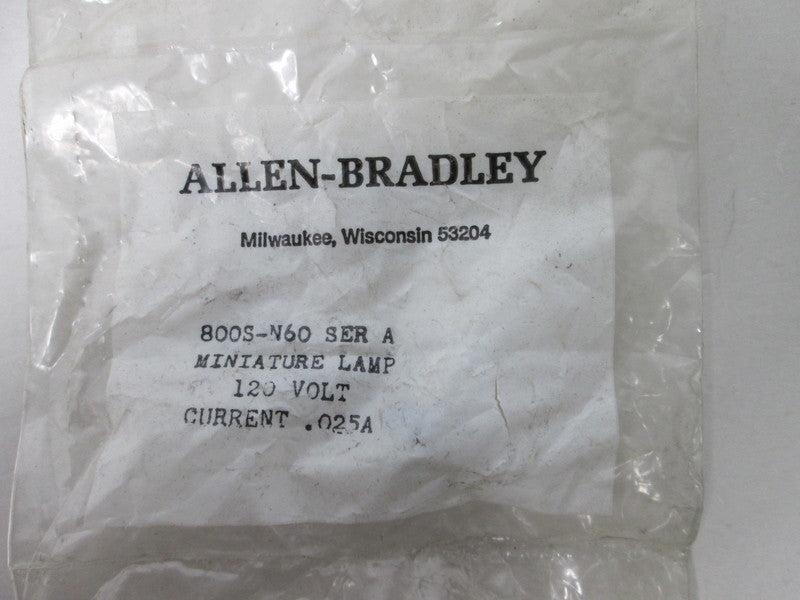 ALLEN-BRADLEY
Milwaukee, Wisconsin 53204
800S-N60 SER A
MINIATURE LAMP
120 VOLT
CURRENT .025A